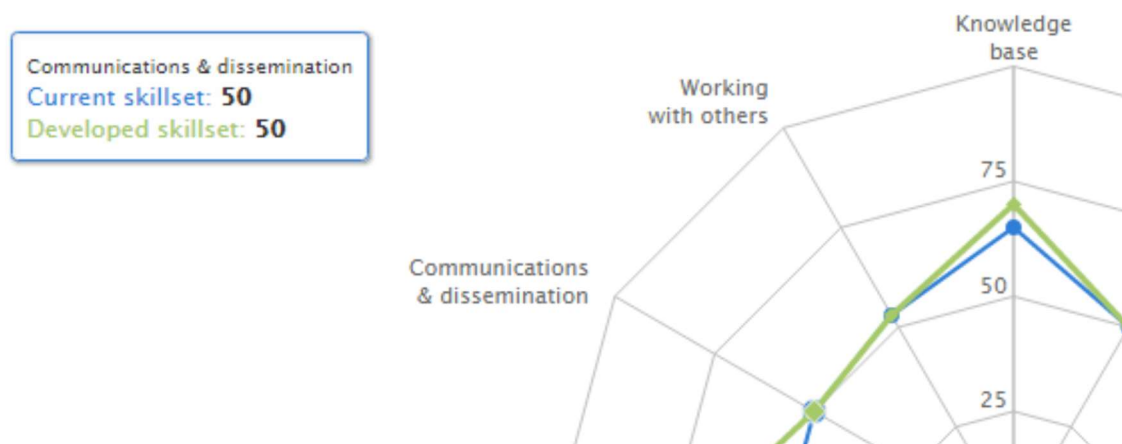 Communications & dissemination
Current skillset: 50
Developed skillset: 50
Knowledge
base
Working
with others
75
Communications
& dissemination
50
25